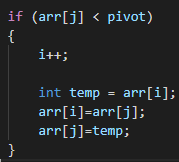 if (arr[j] < pivot)
{
    i++;

    int temp = arr[i];
    arr[i]=arr[j];
    arr[j]=temp;
}